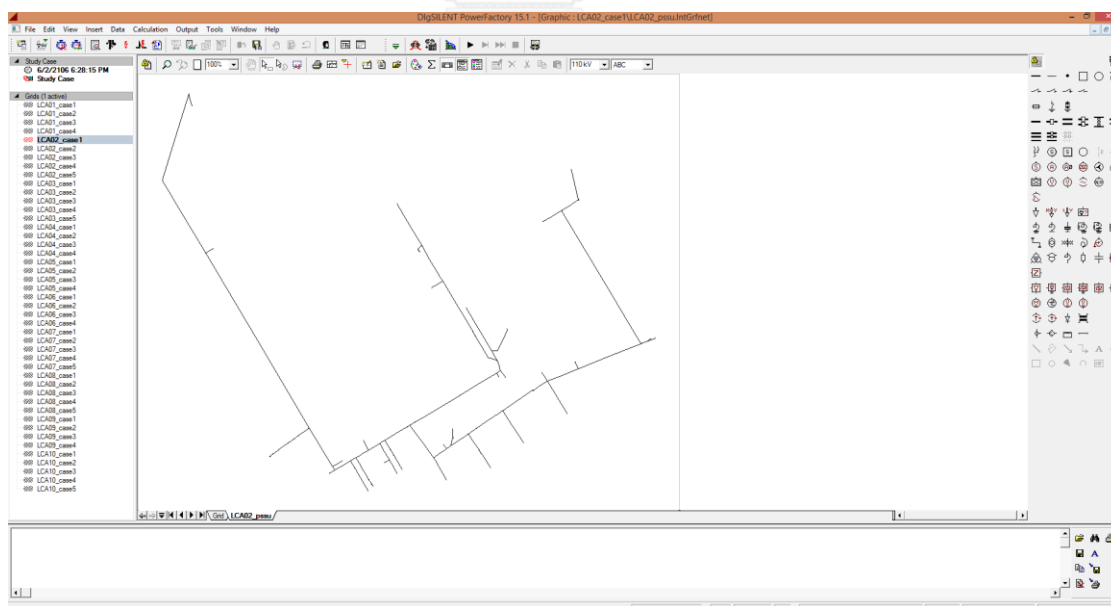 DIgSILENT PowerFactory 15.1 - [Graphic : LCA02_case1\LCA02_pssu.IntGrfnet]
File Edit View Insert Data Calculation Output Tools Window Help
100% 110 kV ABC
Study Case
6/2/2106 6:28:15 PM
Study Case
Grids (1 active)
LCA01_case1
LCA01_case2
LCA01_case3
LCA01_case4
LCA02_case1
LCA02_case2
LCA02_case3
LCA02_case4
LCA02_case5
LCA03_case1
LCA03_case2
LCA03_case3
LCA03_case4
LCA03_case5
LCA04_case1
LCA04_case2
LCA04_case3
LCA04_case4
LCA05_case1
LCA05_case2
LCA05_case3
LCA05_case4
LCA06_case1
LCA06_case2
LCA06_case3
LCA06_case4
LCA07_case1
LCA07_case2
LCA07_case3
LCA07_case4
LCA07_case5
LCA08_case1
LCA08_case2
LCA08_case3
LCA08_case4
LCA08_case5
LCA09_case1
LCA09_case2
LCA09_case3
LCA09_case4
LCA10_case1
LCA10_case2
LCA10_case3
LCA10_case4
LCA10_case5
Grid LCA02_pssu